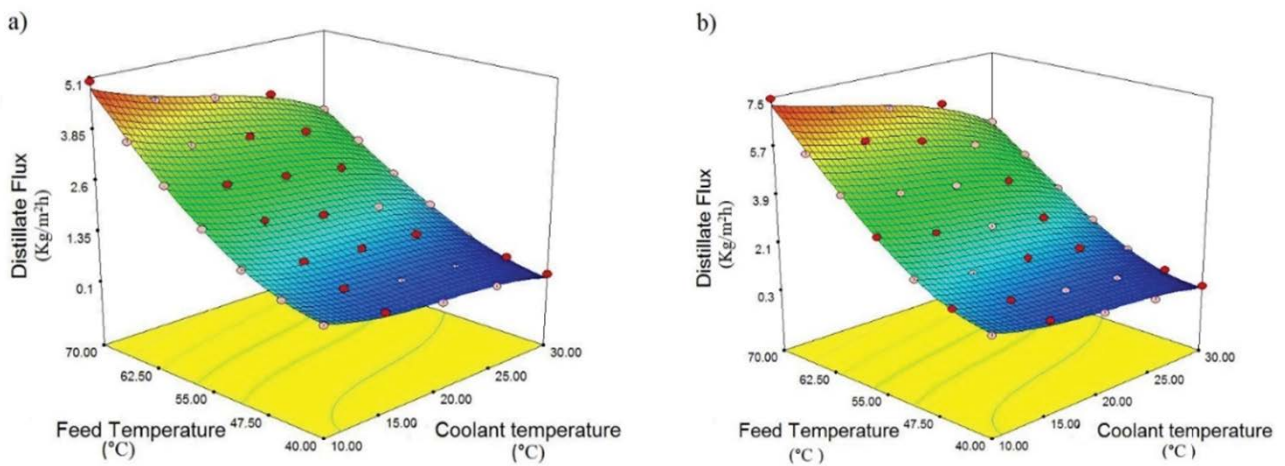 a)
5.1
3.85
2.6
1.35
0.1
Distillate Flux
(Kg/m²h)
70.00
62.50
55.00
47.50
40.00
Feed Temperature
(°C)
10.00
15.00
20.00
25.00
30.00
Coolant temperature
(°C)
b)
7.5
5.7
3.9
2.1
0.3
Distillate Flux
(Kg/m²h)
70.00
62.50
55.00
47.50
40.00
Feed Temperature
(°C )
10.00
15.00
20.00
25.00
30.00
Coolant temperature
(°C )